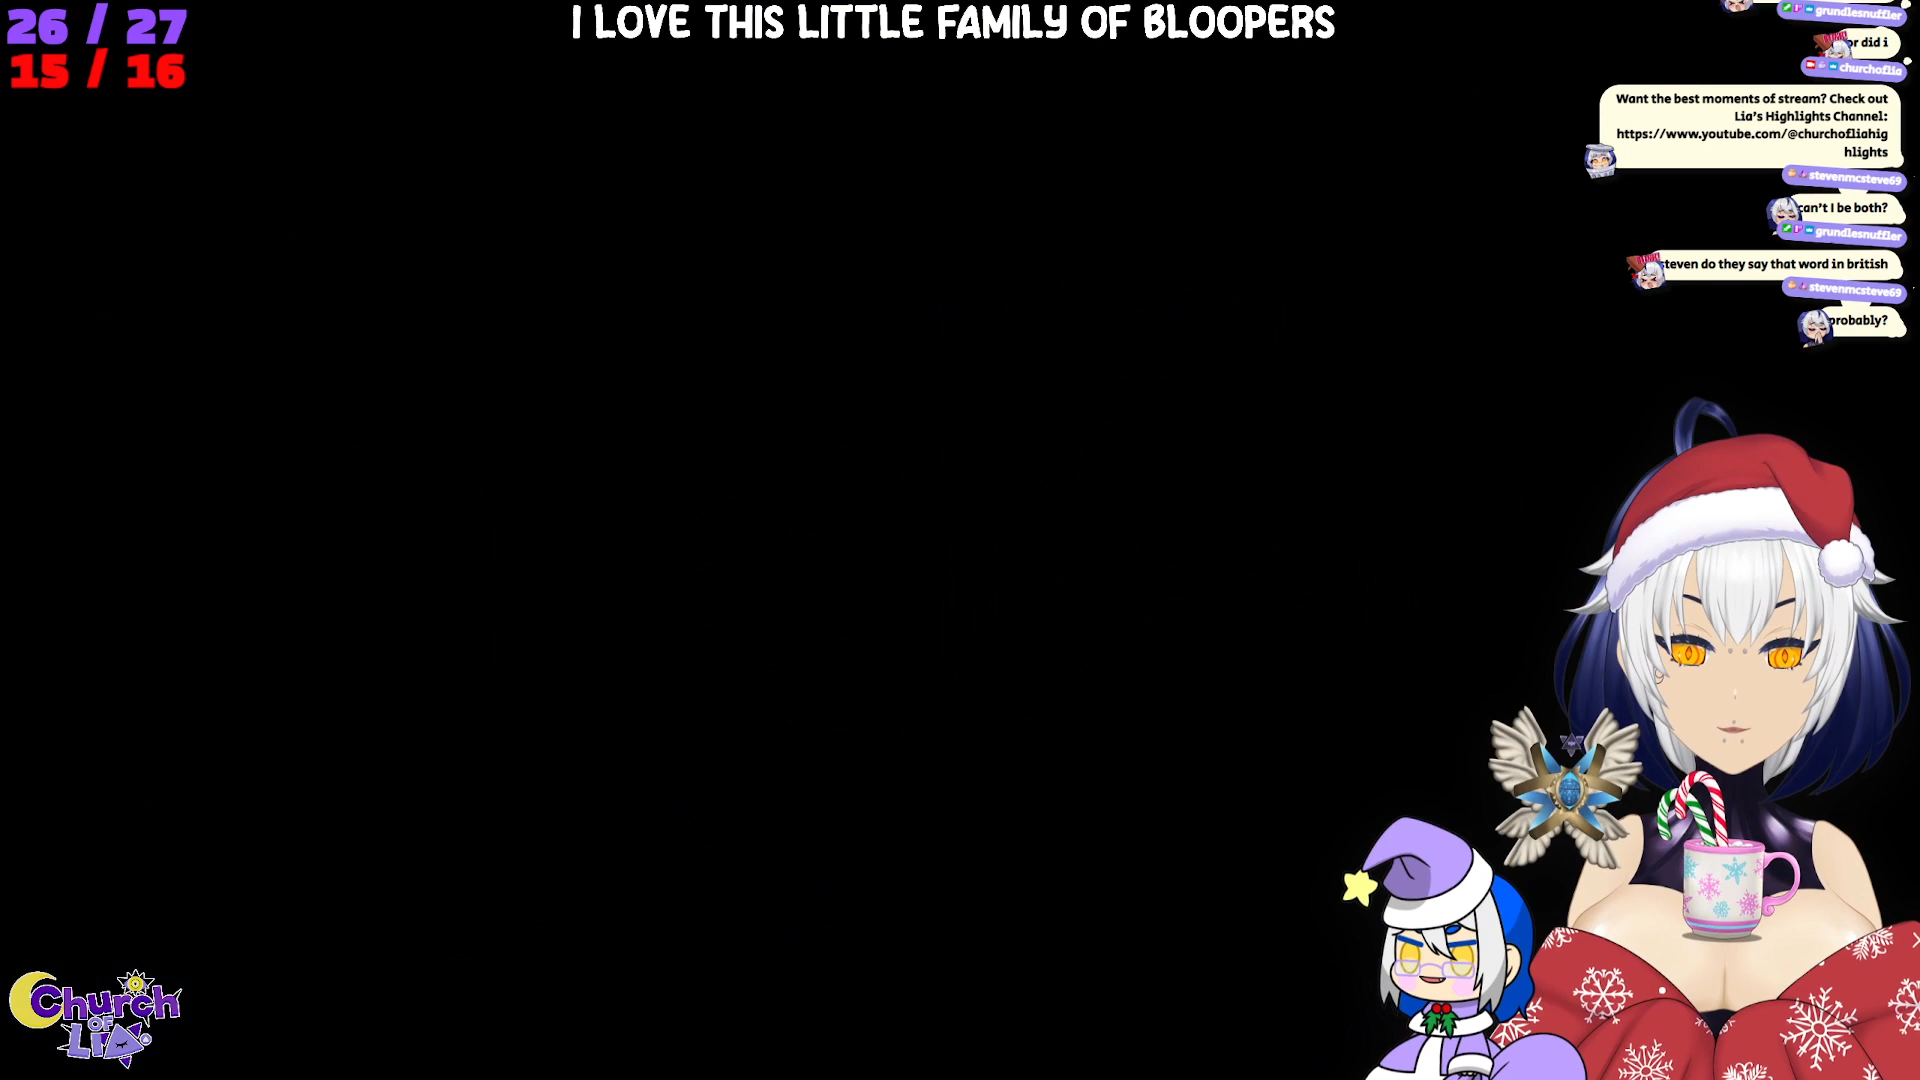 26 / 27
15 / 16
I LOVE THIS LITTLE FAMILY OF BLOOPERS
grundlesnuffler
or did i
churchoflia
Want the best moments of stream? Check out
Lia's Highlights Channel:
https://www.youtube.com/@churchofliahig
hlights
stevenmcsteve69
can't I be both?
grundlesnuffler
steven do they say that word in british
stevenmcsteve69
probably?
Church
OF
LIA